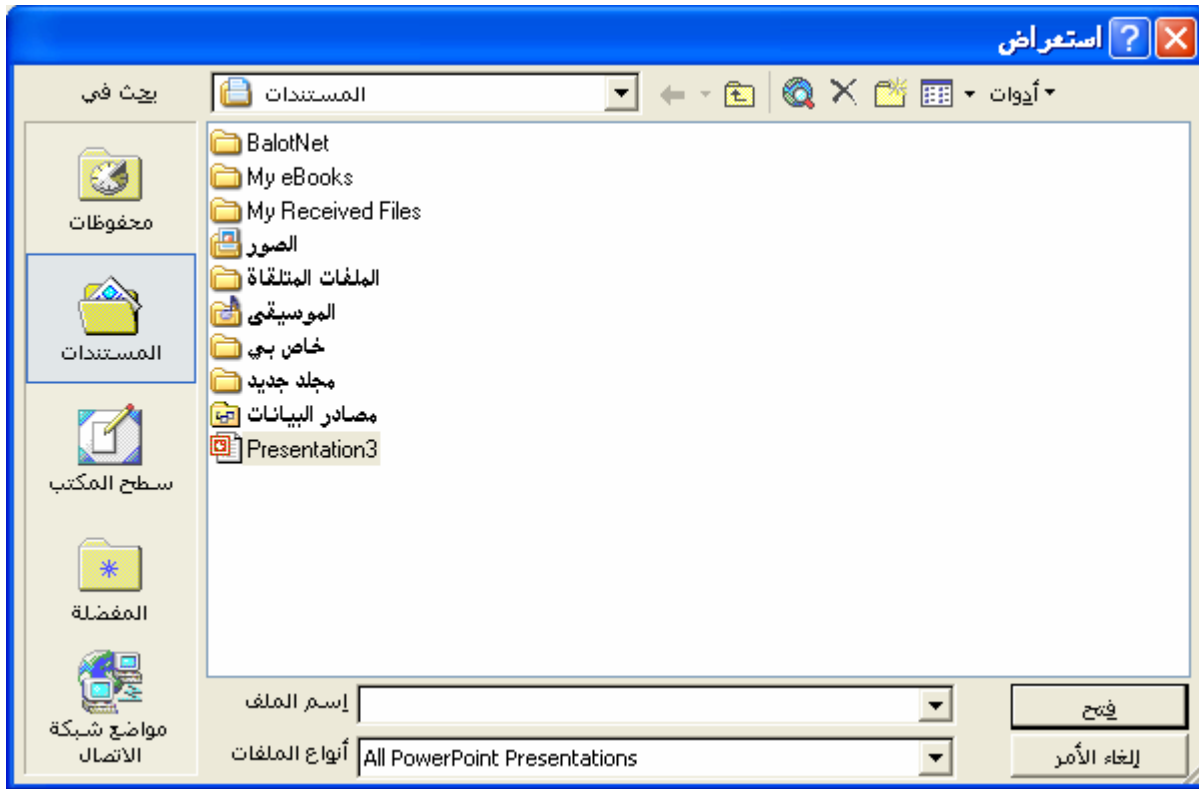 استعراض
بحث في
المستندات
أدوات
محفوظات
المستندات
سطح المكتب
المفضلة
مواضع شبكة
الاتصال
BalotNet
My eBooks
My Received Files
الصور
الملفات المتلقاة
الموسيقى
خاص بي
مجلد جديد
مصادر البيانات
Presentation3
إسم الملف
فتح
أنواع الملفات All PowerPoint Presentations
إلغاء الأمر